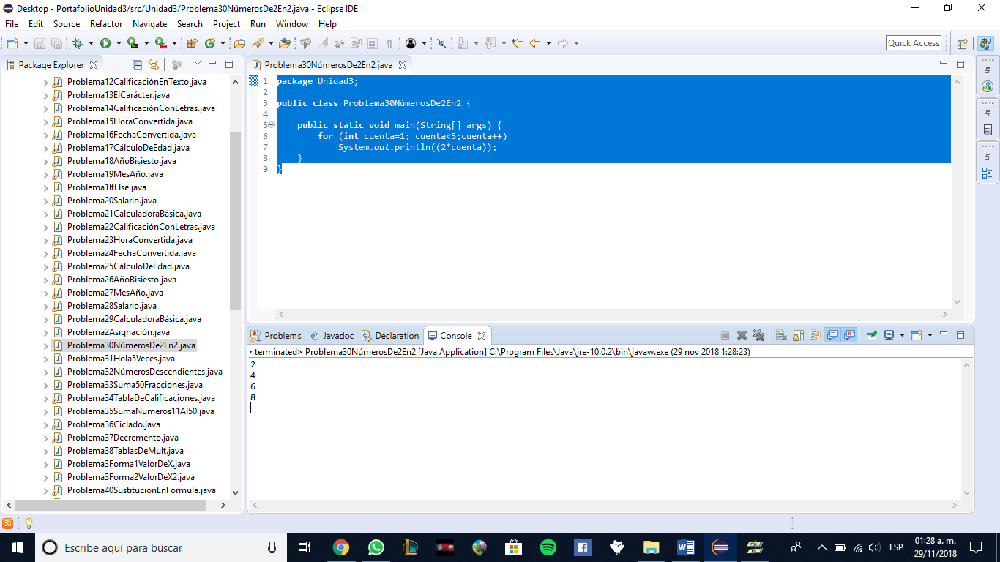 Desktop - PortafolioUnidad3/src/Unidad3/Problema30NúmerosDe2En2.java - Eclipse IDE
File Edit Source Refactor Navigate Search Project Run Window Help
Quick Access
Package Explorer
Problema12CalificaciónEnTexto.java
Problema13ElCarácter.java
Problema14CalificaciónConLetras.java
Problema15HoraConvertida.java
Problema16FechaConvertida.java
Problema17CálculoDeEdad.java
Problema18AñoBisiesto.java
Problema19MesAño.java
Problema1IfElse.java
Problema20Salario.java
Problema21CalculadoraBásica.java
Problema22CalificaciónConLetras.java
Problema23HoraConvertida.java
Problema24FechaConvertida.java
Problema25CálculoDeEdad.java
Problema26AñoBisiesto.java
Problema27MesAño.java
Problema28Salario.java
Problema29CalculadoraBásica.java
Problema2Asignación.java
Problema30NúmerosDe2En2.java
Problema31Hola5Veces.java
Problema32NúmerosDescendientes.java
Problema33Suma50Fracciones.java
Problema34TablaDeCalificaciones.java
Problema35SumaNumeros11Al50.java
Problema36Ciclado.java
Problema37Decremento.java
Problema38TablasDeMult.java
Problema3Forma1ValorDeX.java
Problema3Forma2ValorDeX2.java
Problema40SustituciónEnFórmula.java
Problema30NúmerosDe2En2.java
1 package Unidad3;
2
3 public class Problema30NúmerosDe2En2 {
4
5 public static void main(String[] args) {
6 for (int cuenta=1; cuenta<5;cuenta++)
7 System.out.println((2*cuenta));
8 }
9 }
Problems @ Javadoc Declaration Console
<terminated> Problema30NúmerosDe2En2 [Java Application] C:\Program Files\Java\jre-10.0.2\bin\javaw.exe (29 nov 2018 1:28:23)
2
4
6
8
Escribe aquí para buscar
ESP
01:28 a. m.
29/11/2018